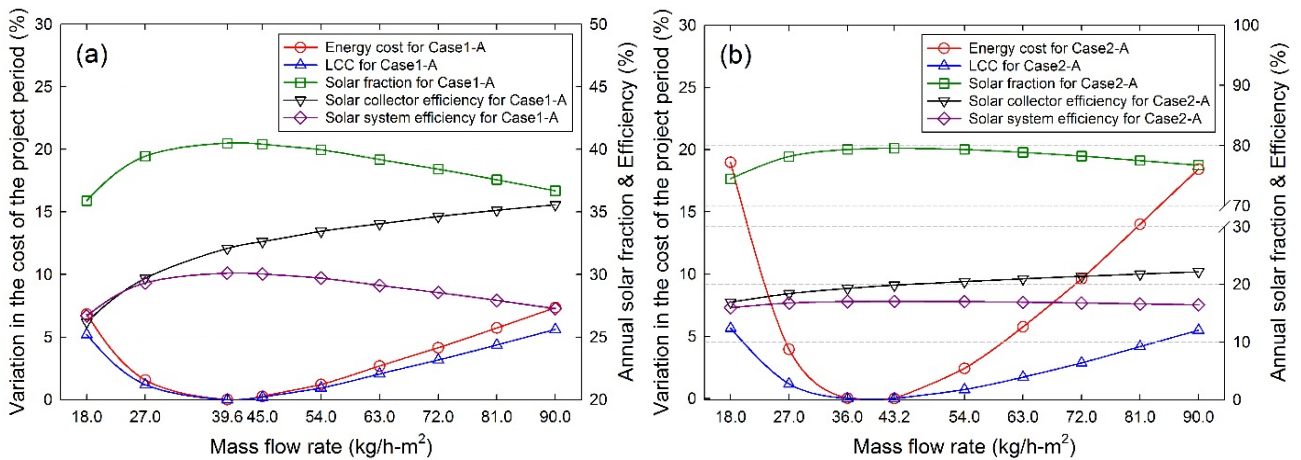 (a)
Variation in the cost of the project period (%)
30
25
20
15
10
5
0
Energy cost for Case1-A
LCC for Case1-A
Solar fraction for Case1-A
Solar collector efficiency for Case1-A
Solar system efficiency for Case1-A
50
45
40
35
30
25
20
Annual solar fraction & Efficiency (%)
18.0 27.0 39.6 45.0 54.0 63.0 72.0 81.0 90.0
Mass flow rate (kg/h-m²)
(b)
Variation in the cost of the project period (%)
30
25
20
15
10
5
0
Energy cost for Case2-A
LCC for Case2-A
Solar fraction for Case2-A
Solar collector efficiency for Case2-A
Solar system efficiency for Case2-A
100
90
80
70
30
20
10
0
Annual solar fraction & Efficiency (%)
18.0 27.0 36.0 43.2 54.0 63.0 72.0 81.0 90.0
Mass flow rate (kg/h-m²)